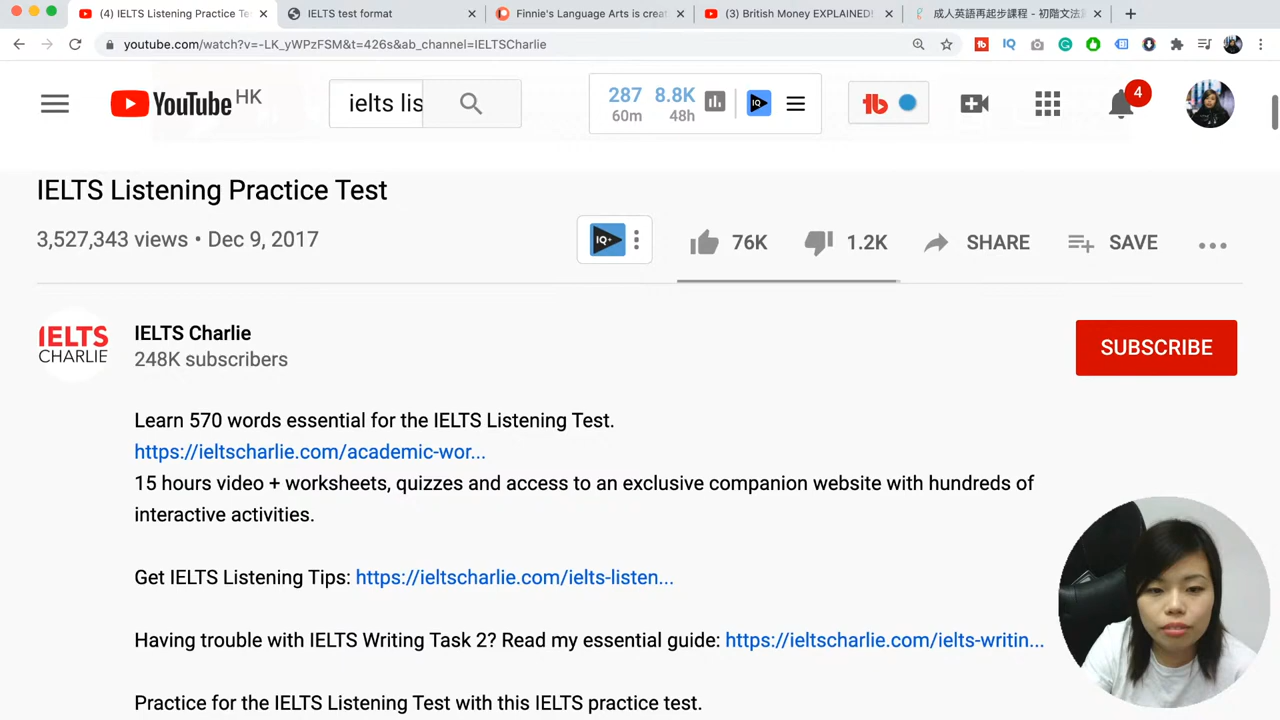 (4) IELTS Listening Practice Te
IELTS test format
Finnie's Language Arts is creat
(3) British Money EXPLAINED!
成人英語再起步課程 - 初階文法
youtube.com/watch?v=-LK_yWPzFSM&t=426s&ab_channel=IELTSCharlie
YouTube HK
ielts lis
287 8.8K
60m 48h
4
IELTS Listening Practice Test
3,527,343 views • Dec 9, 2017
IQ+
76K
1.2K
SHARE
SAVE
IELTS
CHARLIE
IELTS Charlie
248K subscribers
SUBSCRIBE
Learn 570 words essential for the IELTS Listening Test.
https://ieltscharlie.com/academic-wor...
15 hours video + worksheets, quizzes and access to an exclusive companion website with hundreds of
interactive activities.
Get IELTS Listening Tips: https://ieltscharlie.com/ielts-listen...
Having trouble with IELTS Writing Task 2? Read my essential guide: https://ieltscharlie.com/ielts-writin...
Practice for the IELTS Listening Test with this IELTS practice test.